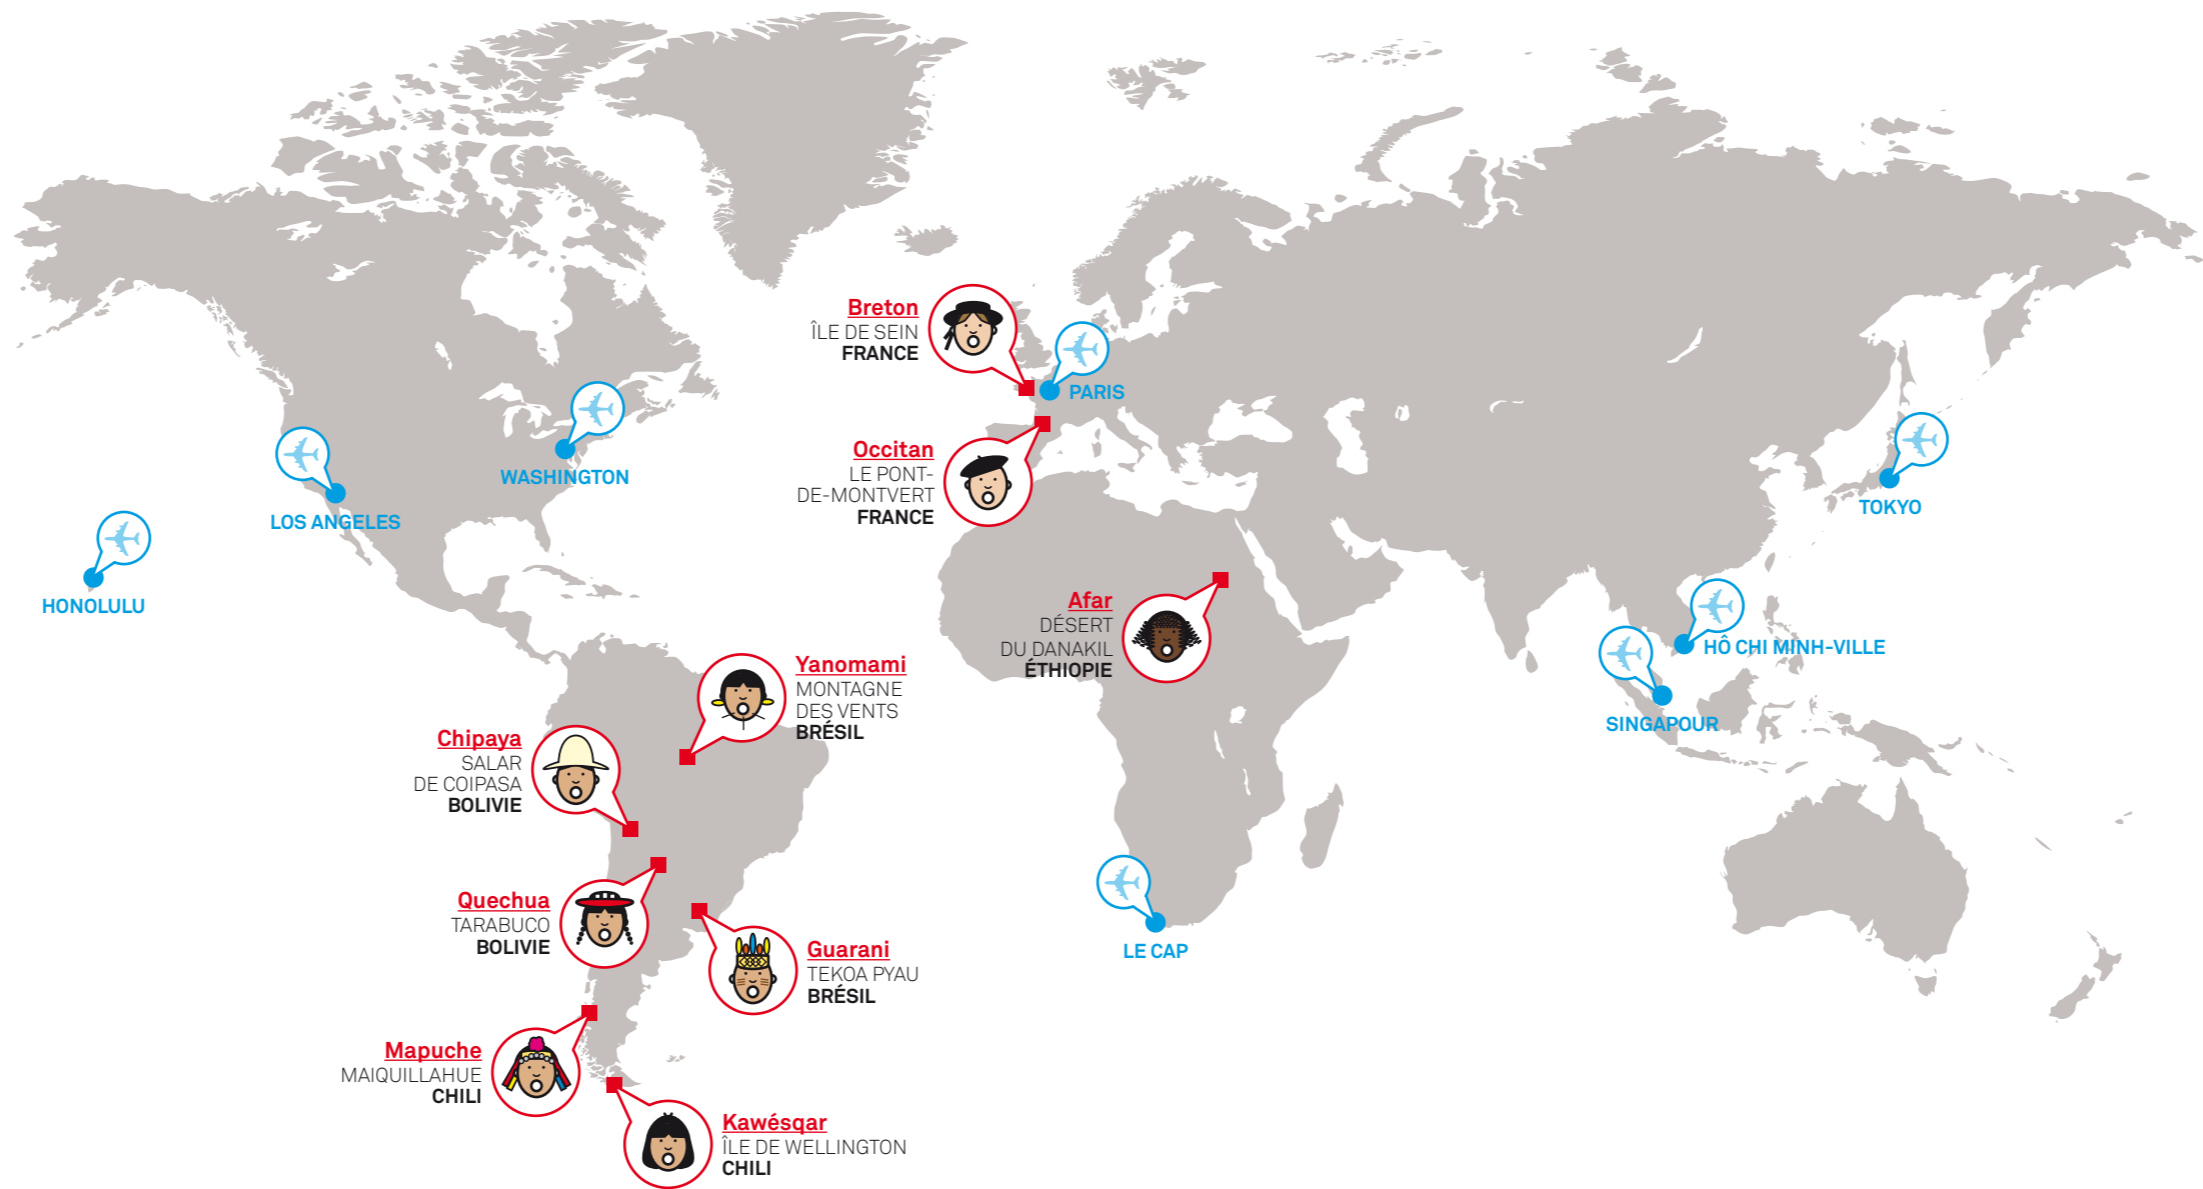 Breton
ÎLE DE SEIN
FRANCE
PARIS
Occitan
LE PONT-
DE-MONTVERT
FRANCE
WASHINGTON
LOS ANGELES
HONOLULU
TOKYO
Afar
DÉSERT
DU DANAKIL
ÉTHIOPIE
HÔ CHI MINH-VILLE
SINGAPOUR
Yanomami
MONTAGNE
DES VENTS
BRÉSIL
Chipaya
SALAR
DE COIPASA
BOLIVIE
Quechua
TARABUCO
BOLIVIE
Guarani
TEKOA PYAU
BRÉSIL
LE CAP
Mapuche
MAIQUILLAHUE
CHILI
Kawésqar
ÎLE DE WELLINGTON
CHILI